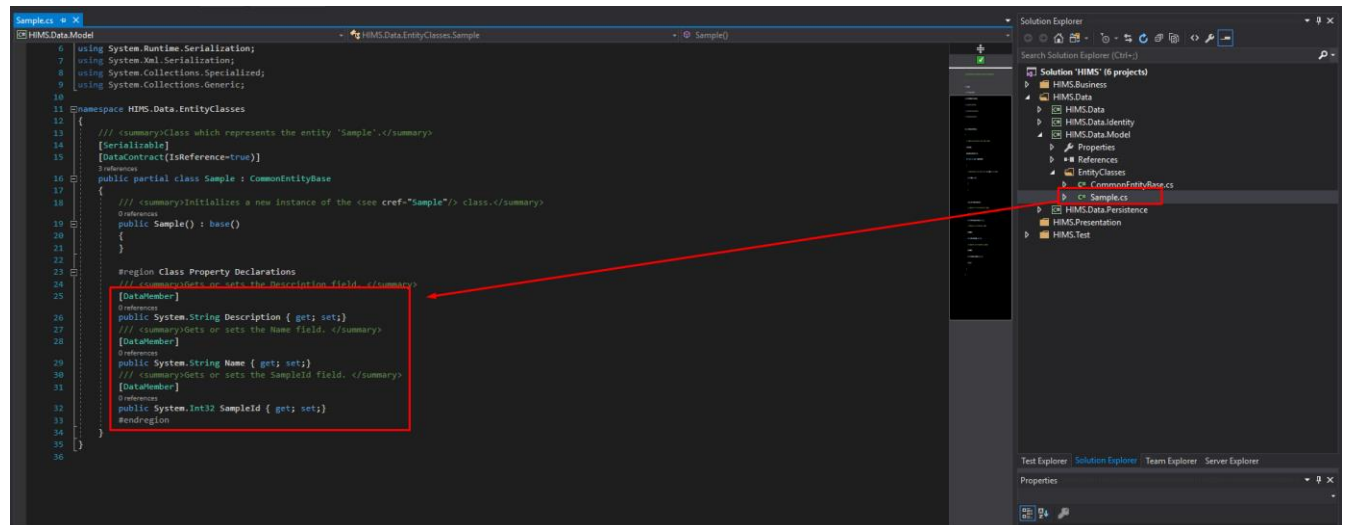 Sample.cs
HIMS.Data.Model
HIMS.Data.EntityClasses.Sample
Sample()
6 using System.Runtime.Serialization;
7 using System.Xml.Serialization;
8 using System.Collections.Specialized;
9 using System.Collections.Generic;
10
11 namespace HIMS.Data.EntityClasses
12 {
13 /// <summary>Class which represents the entity 'Sample'.</summary>
14 [Serializable]
15 [DataContract(IsReference=true)]
3 references
16 public partial class Sample : CommonEntityBase
17 {
18 /// <summary>Initializes a new instance of the <see cref="Sample"/> class.</summary>
0 references
19 public Sample() : base()
20 {
21 }
22
23 #region Class Property Declarations
24 /// <summary>Gets or sets the Description field. </summary>
25 [DataMember]
0 references
26 public System.String Description { get; set;}
27 /// <summary>Gets or sets the Name field. </summary>
28 [DataMember]
0 references
29 public System.String Name { get; set;}
30 /// <summary>Gets or sets the SampleId field. </summary>
31 [DataMember]
0 references
32 public System.Int32 SampleId { get; set;}
33 #endregion
34 }
35 }
36
Solution Explorer
Search Solution Explorer (Ctrl+;)
Solution 'HIMS' (6 projects)
HIMS.Business
HIMS.Data
HIMS.Data
HIMS.Data.Identity
HIMS.Data.Model
Properties
References
EntityClasses
C# CommonEntityBase.cs
C# Sample.cs
HIMS.Data.Persistence
HIMS.Presentation
HIMS.Test
Test Explorer Solution Explorer Team Explorer Server Explorer
Properties